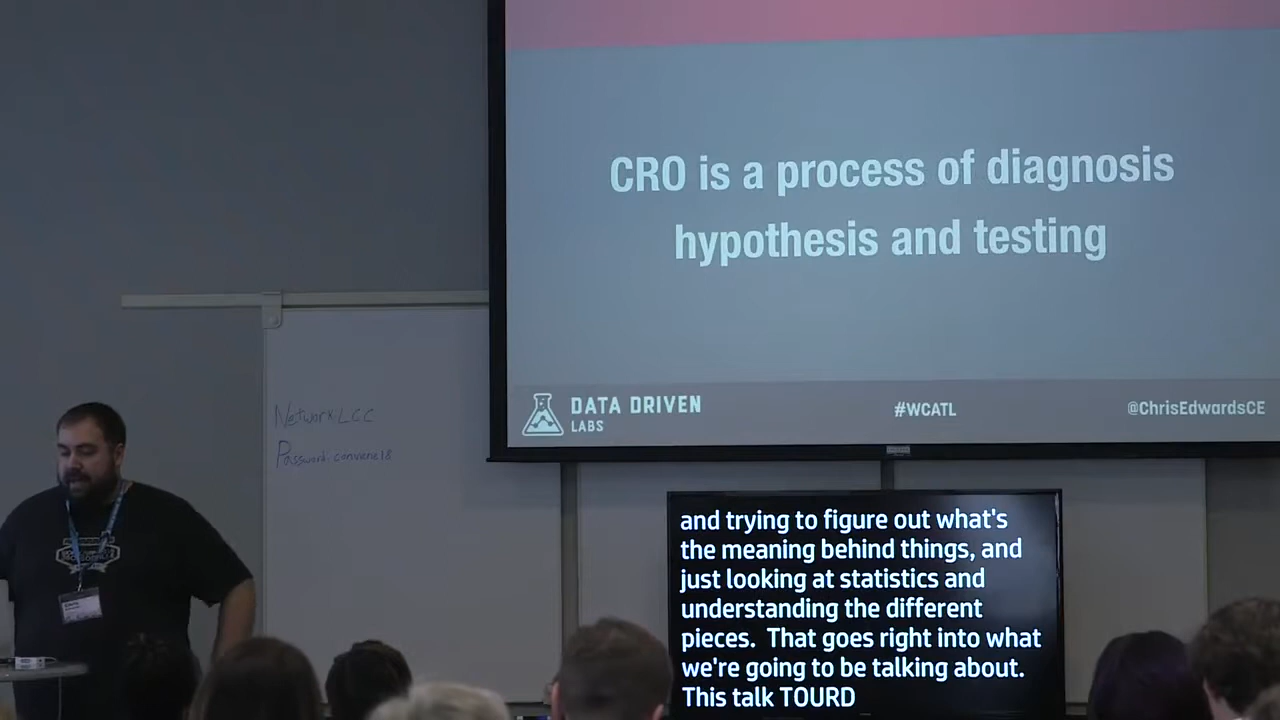 CRO is a process of diagnosis
hypothesis and testing
DATA DRIVEN
LABS
#WCATL
@ChrisEdwardsCE
Network: LCC
and trying to figure out what's
the meaning behind things, and
just looking at statistics and
understanding the different
pieces.  That goes right into what
we're going to be talking about.
This talk TOURD